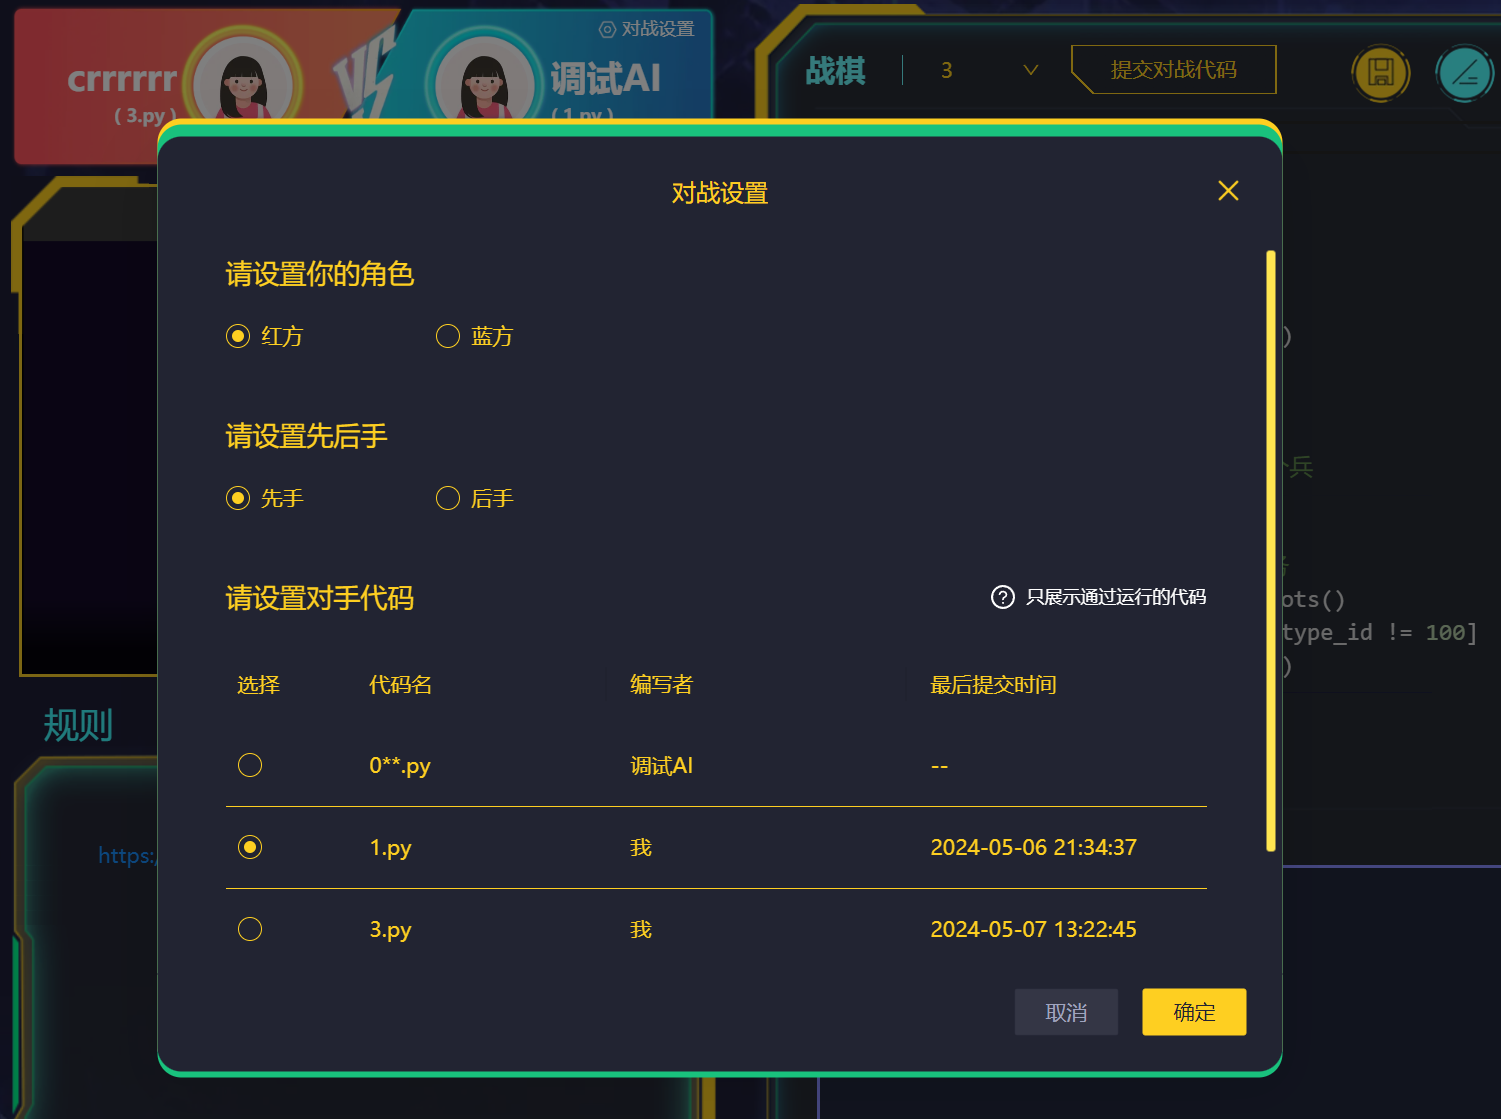 对战设置
crrrrrr
( 3.py )
调试AI
( 1.py )
战棋
3
提交对战代码
对战设置
请设置你的角色
红方
蓝方
请设置先后手
先手
后手
请设置对手代码
只展示通过运行的代码
选择 代码名 编写者 最后提交时间
0**.py 调试AI --
1.py 我 2024-05-06 21:34:37
3.py 我 2024-05-07 13:22:45
取消
确定
)
兵
ots()
type_id != 100]
)
规则
https:/